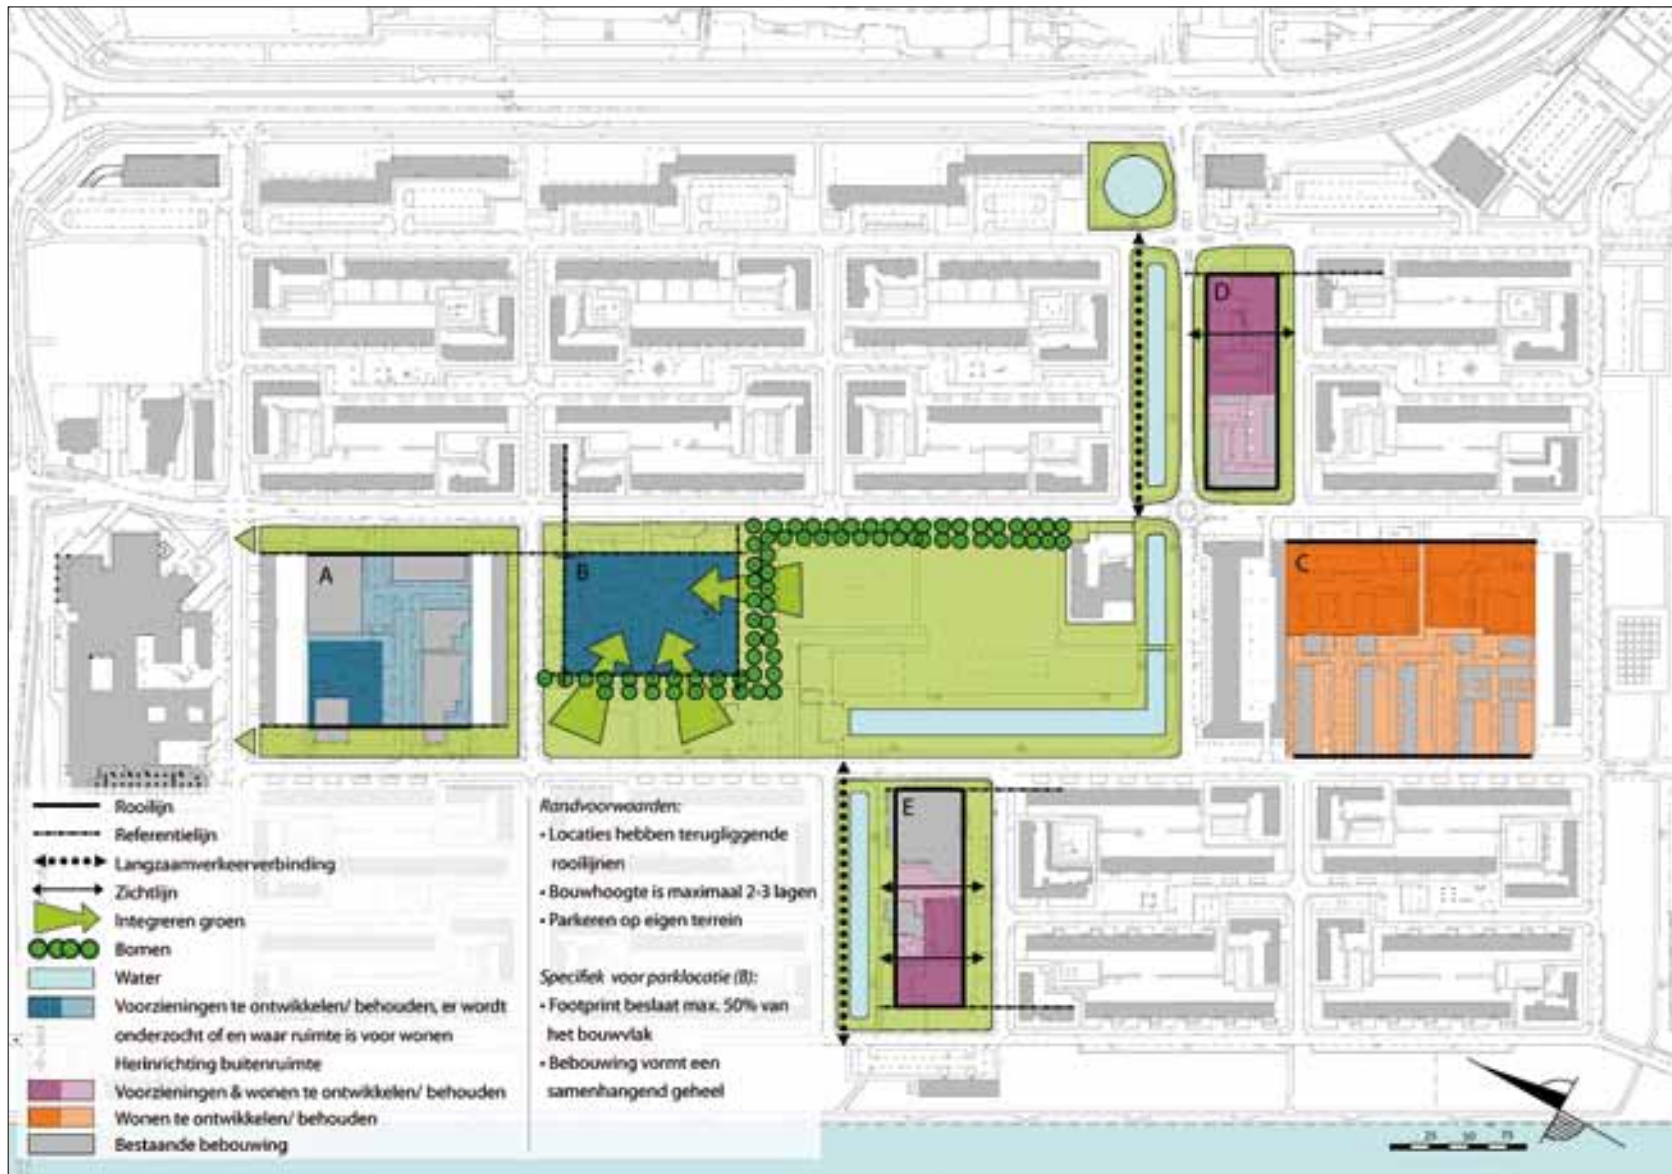 D
A
B
C
E
Rooilijn
Referentielijn
Langzaamverkeerverbinding
Zichtlijn
Integreren groen
Bomen
Water
Voorzieningen te ontwikkelen/ behouden, er wordt
onderzocht of en waar ruimte is voor wonen
Herinrichting buitenruimte
Voorzieningen & wonen te ontwikkelen/ behouden
Wonen te ontwikkelen/ behouden
Bestaande bebouwing
Randvoorwaarden:
• Locaties hebben terugliggende
rooilijnen
• Bouwhoogte is maximaal 2-3 lagen
• Parkeren op eigen terrein
Specifiek voor parklocatie (B):
• Footprint beslaat max. 50% van
het bouwvlak
• Bebouwing vormt een
samenhangend geheel
25 50 75